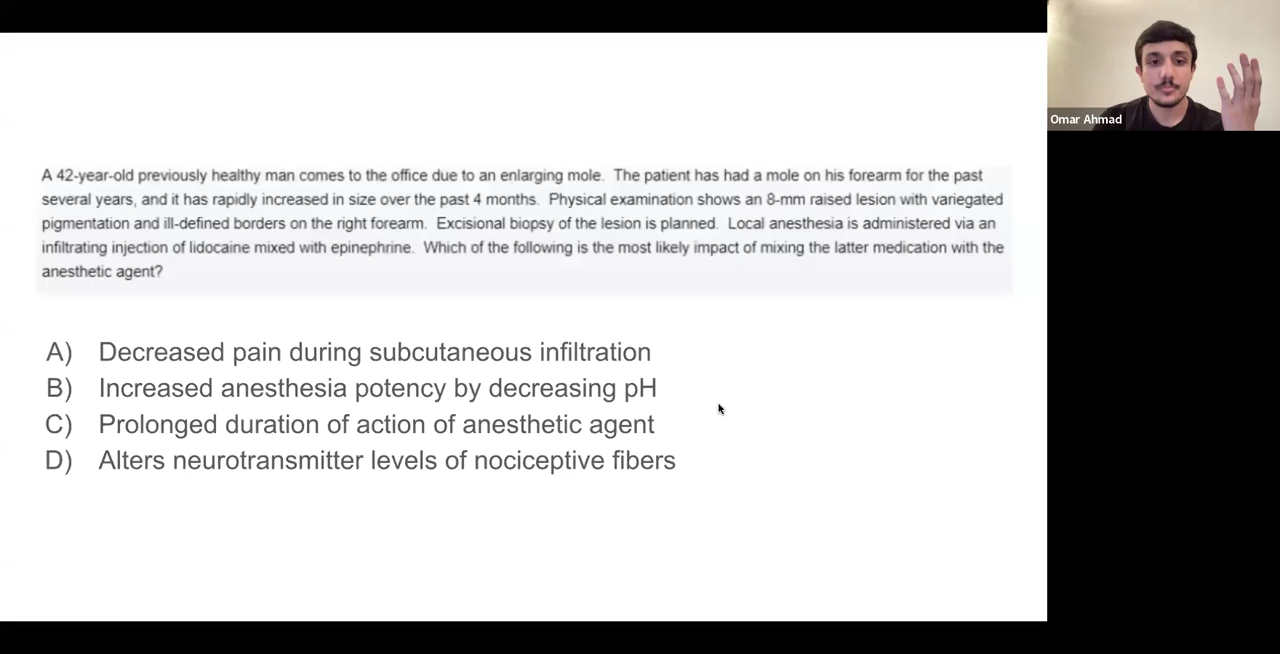 Omar Ahmad
A 42-year-old previously healthy man comes to the office due to an enlarging mole. The patient has had a mole on his forearm for the past
several years, and it has rapidly increased in size over the past 4 months. Physical examination shows an 8-mm raised lesion with variegated
pigmentation and ill-defined borders on the right forearm. Excisional biopsy of the lesion is planned. Local anesthesia is administered via an
infiltrating injection of lidocaine mixed with epinephrine. Which of the following is the most likely impact of mixing the latter medication with the
anesthetic agent?
A) Decreased pain during subcutaneous infiltration
B) Increased anesthesia potency by decreasing pH
C) Prolonged duration of action of anesthetic agent
D) Alters neurotransmitter levels of nociceptive fibers